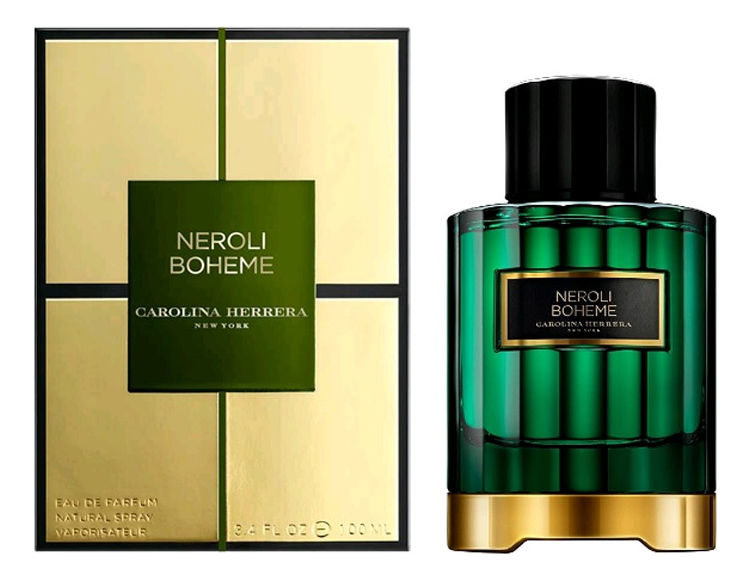 NEROLI
BOHEME
CAROLINA HERRERA
NEW YORK
EAU DE PARFUM
NATURAL SPRAY
VAPORISATEUR
3.4 FL OZ ℮ 100 ML
NEROLI
BOHEME
CAROLINA HERRERA
NEW YORK